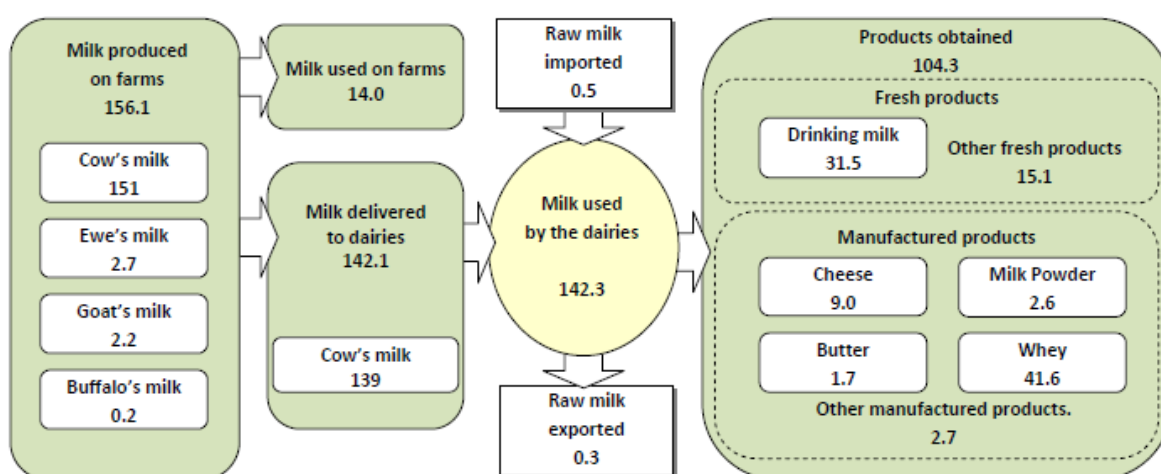 Milk produced
on farms
156.1
Cow's milk
151
Ewe's milk
2.7
Goat's milk
2.2
Buffalo's milk
0.2
Milk used on farms
14.0
Milk delivered
to dairies
142.1
Cow's milk
139
Raw milk
imported
0.5
Milk used
by the dairies
142.3
Raw milk
exported
0.3
Products obtained
104.3
Fresh products
Drinking milk
31.5
Other fresh products
15.1
Manufactured products
Cheese
9.0
Milk Powder
2.6
Butter
1.7
Whey
41.6
Other manufactured products.
2.7